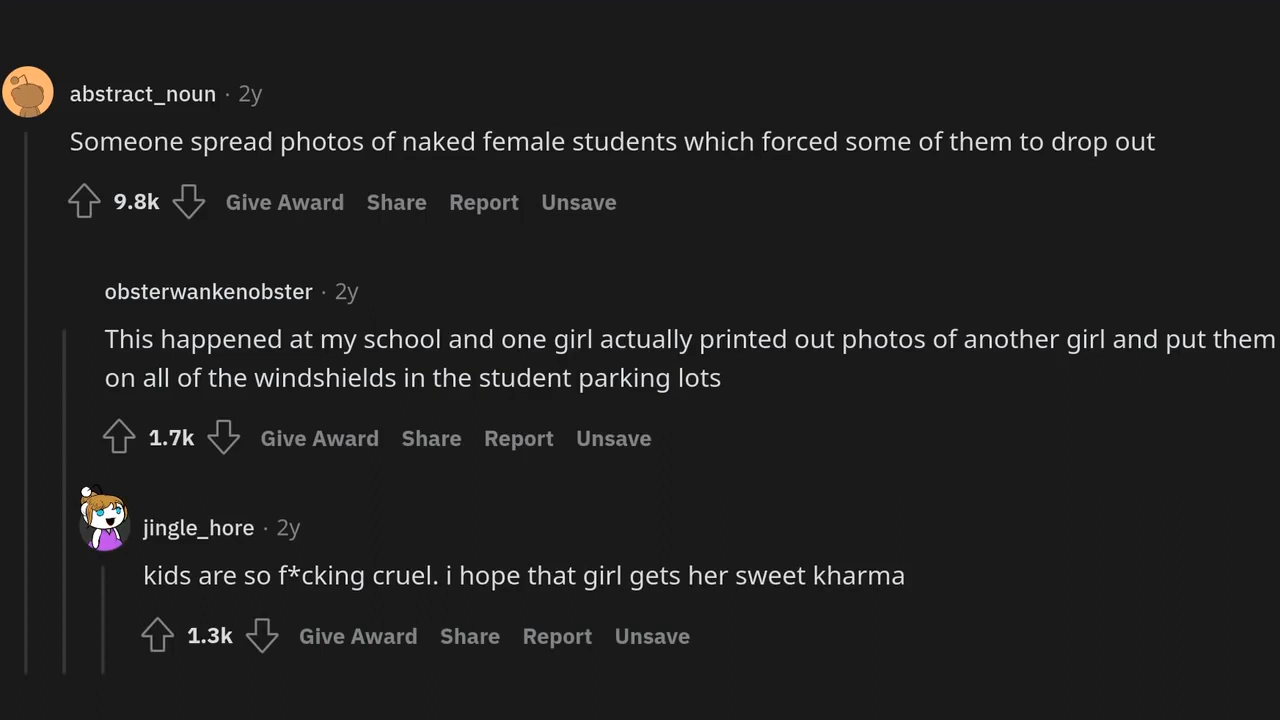 abstract_noun · 2y
Someone spread photos of naked female students which forced some of them to drop out
9.8k Give Award Share Report Unsave
obsterwankenobster · 2y
This happened at my school and one girl actually printed out photos of another girl and put them
on all of the windshields in the student parking lots
1.7k Give Award Share Report Unsave
jingle_hore · 2y
kids are so f*cking cruel. i hope that girl gets her sweet kharma
1.3k Give Award Share Report Unsave